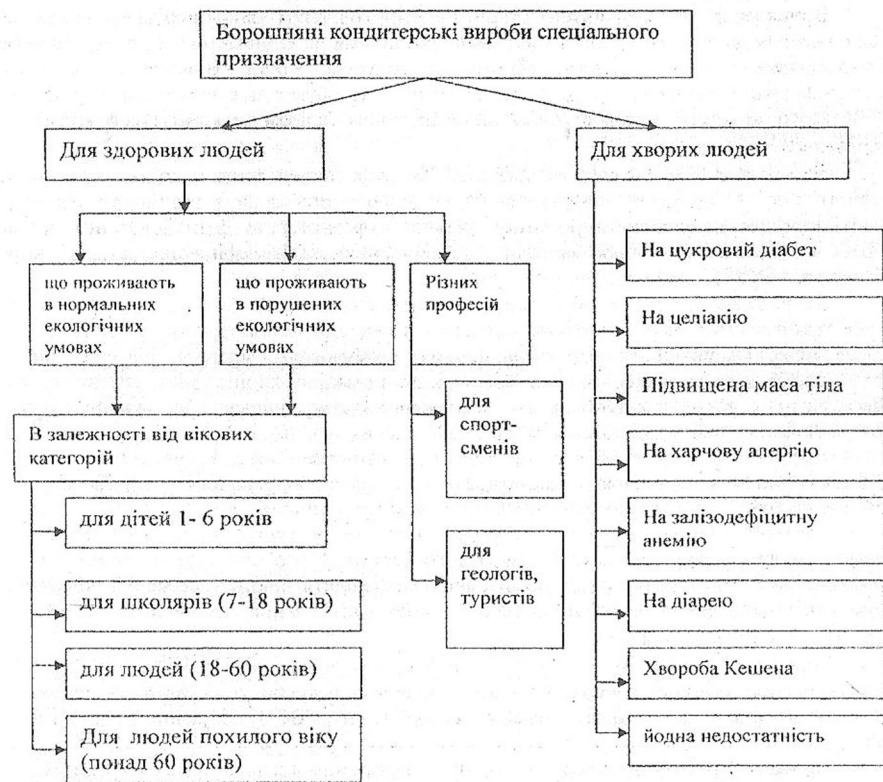 Борошняні кондитерські вироби спеціального
призначення
Для здорових людей
Для хворих людей
що проживають
в нормальних
екологічних
умовах
що проживають
в порушених
екологічних
умовах
Різних
професій
В залежності від вікових
категорій
для дітей 1- 6 років
для школярів (7-18 років)
для людей (18-60 років)
Для людей похилого віку
(понад 60 років)
для
спорт-
сменів
для
геологів,
туристів
На цукровий діабет
На целіакію
Підвищена маса тіла
На харчову алергію
На залізодефіцитну
анемію
На діарею
Хвороба Кешена
йодна недостатність